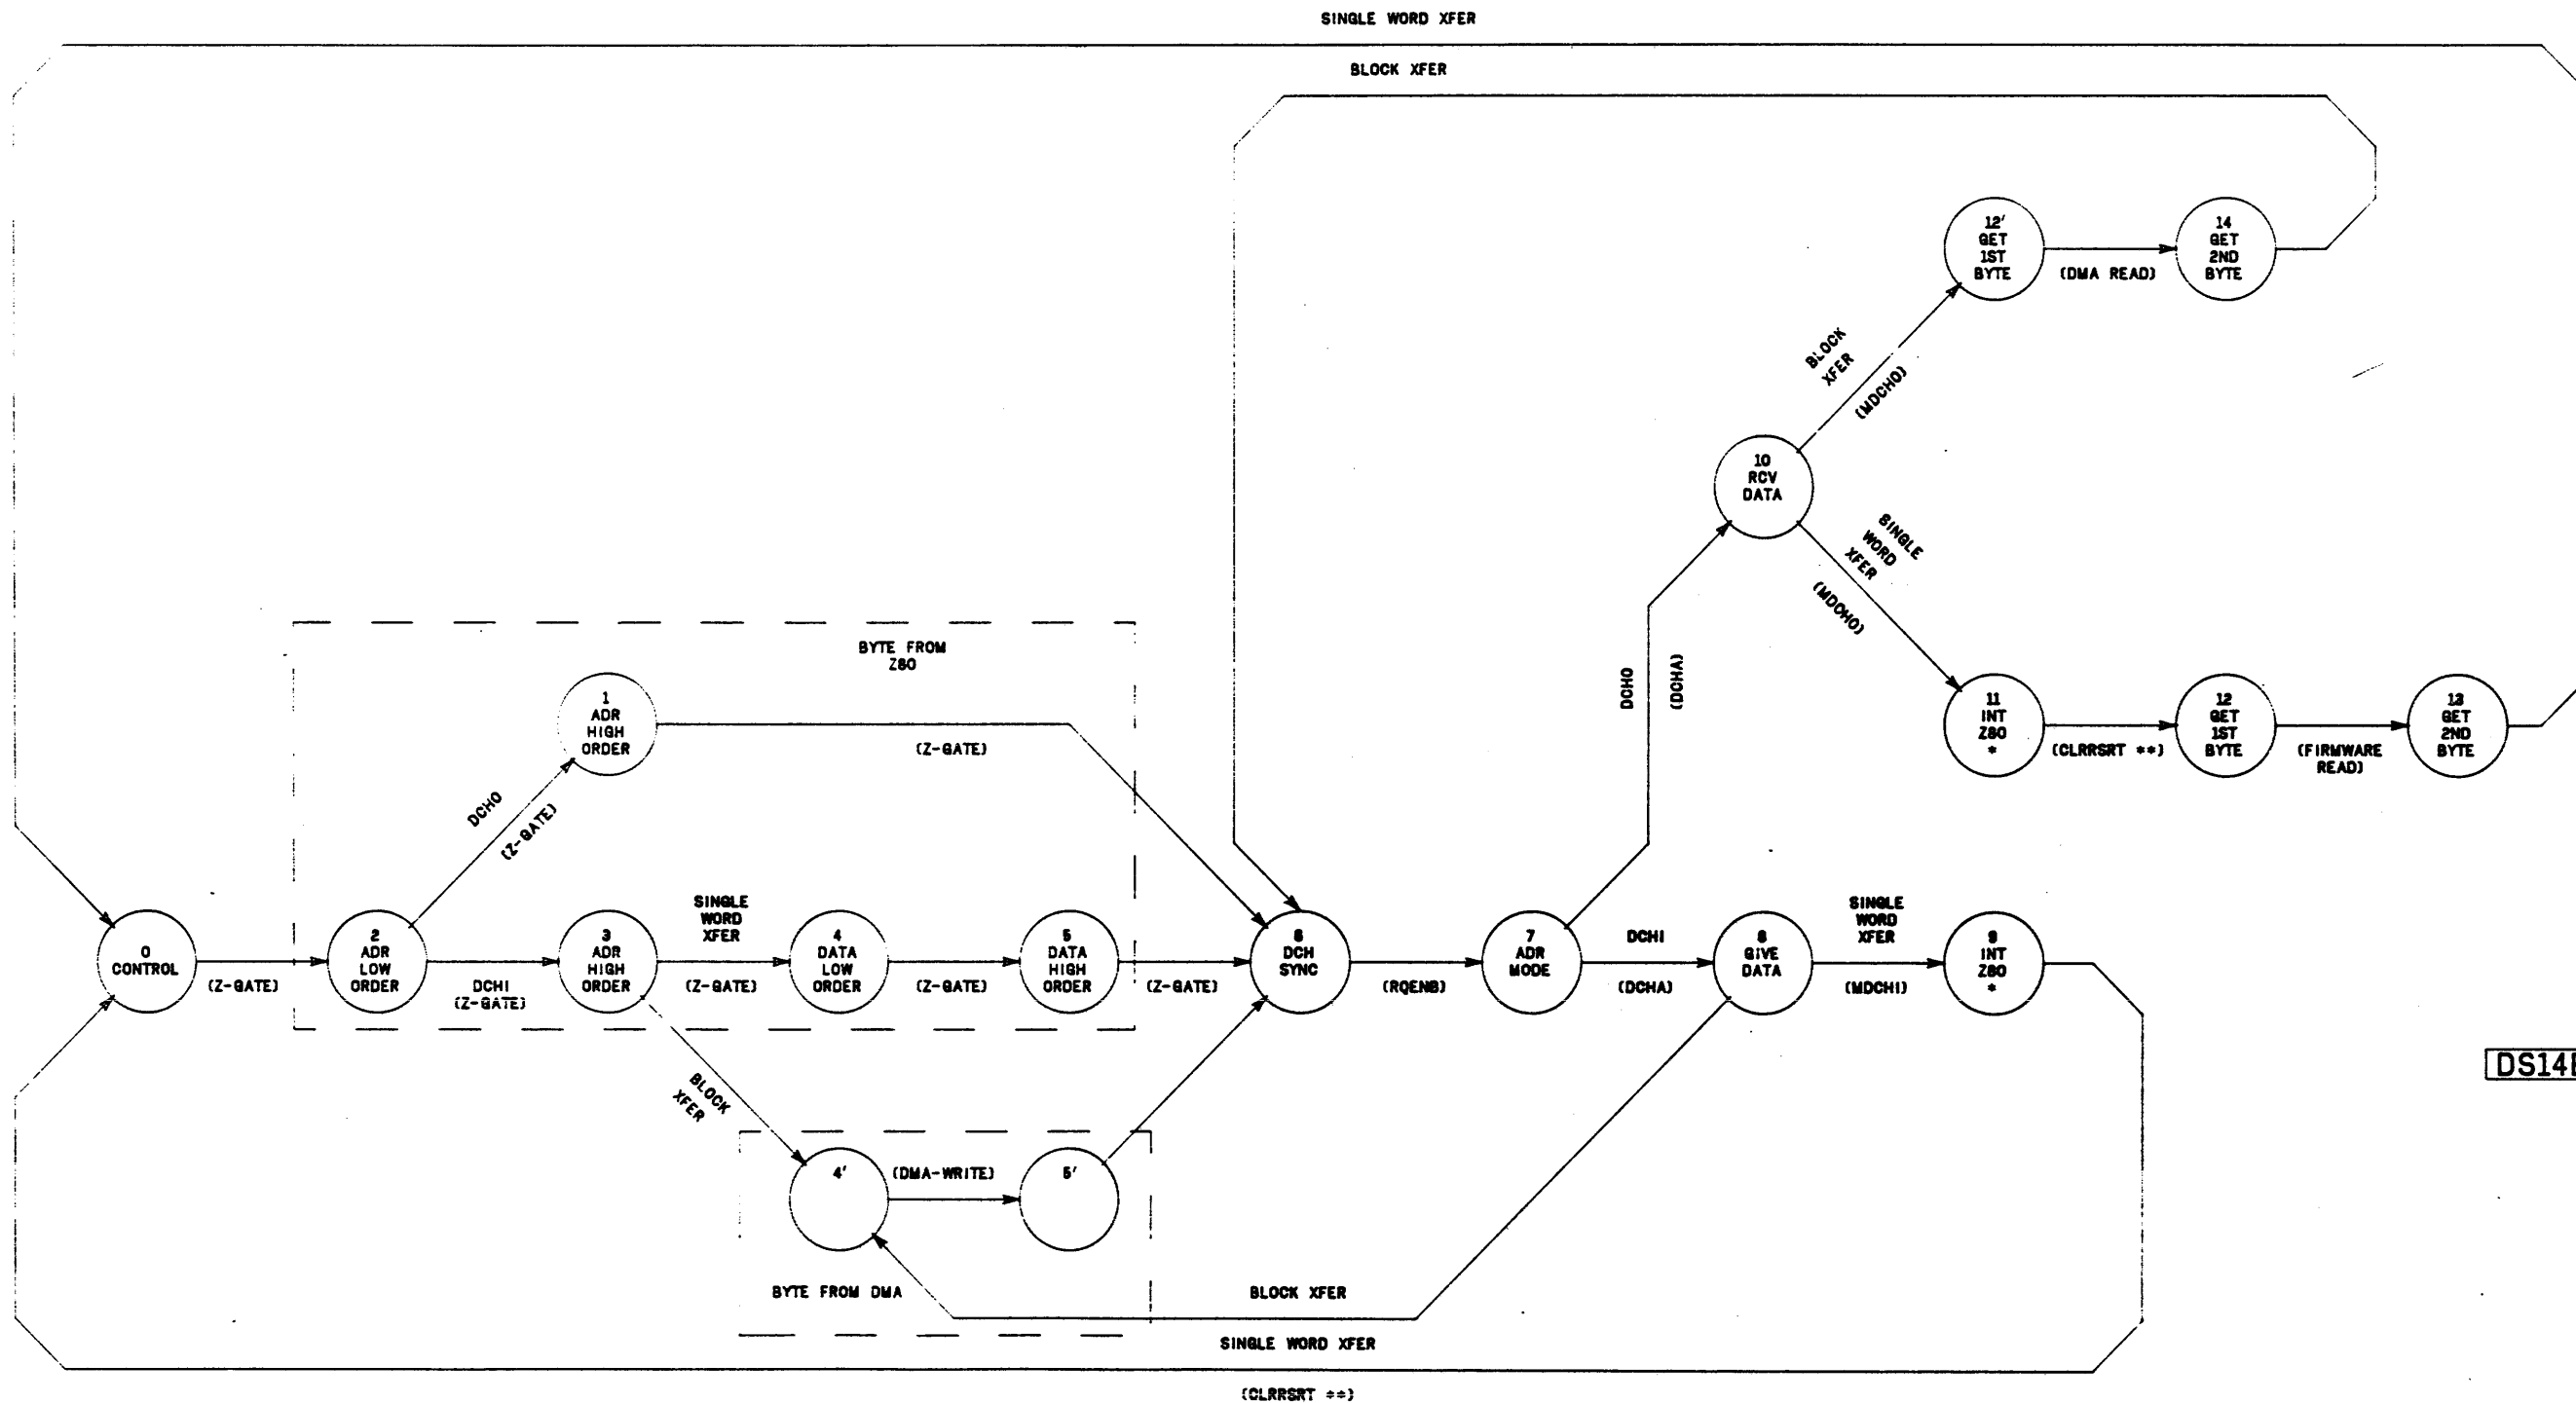 SINGLE WORD XFER
BLOCK XFER
12'
GET
1ST
BYTE
(DMA READ)
14
GET
2ND
BYTE
BLOCK
XFER
(MDCHO)
10
RCV
DATA
SINGLE
WORD
XFER
(MDCHO)
DCHO
(DCHA)
11
INT
Z80
*
(CLRRSRT **)
12
GET
1ST
BYTE
(FIRMWARE
READ)
13
GET
2ND
BYTE
BYTE FROM
Z80
1
ADR
HIGH
ORDER
(Z-GATE)
DCHO
(Z-GATE)
0
CONTROL
(Z-GATE)
2
ADR
LOW
ORDER
DCHI
(Z-GATE)
3
ADR
HIGH
ORDER
SINGLE
WORD
XFER
(Z-GATE)
4
DATA
LOW
ORDER
(Z-GATE)
5
DATA
HIGH
ORDER
(Z-GATE)
6
DCH
SYNC
(RQENB)
7
ADR
MODE
DCHI
(DCHA)
8
GIVE
DATA
SINGLE
WORD
XFER
(MDCHI)
9
INT
Z80
*
DS14
BLOCK
XFER
4'
(DMA-WRITE)
5'
BYTE FROM DMA
BLOCK XFER
SINGLE WORD XFER
(CLRRSRT **)